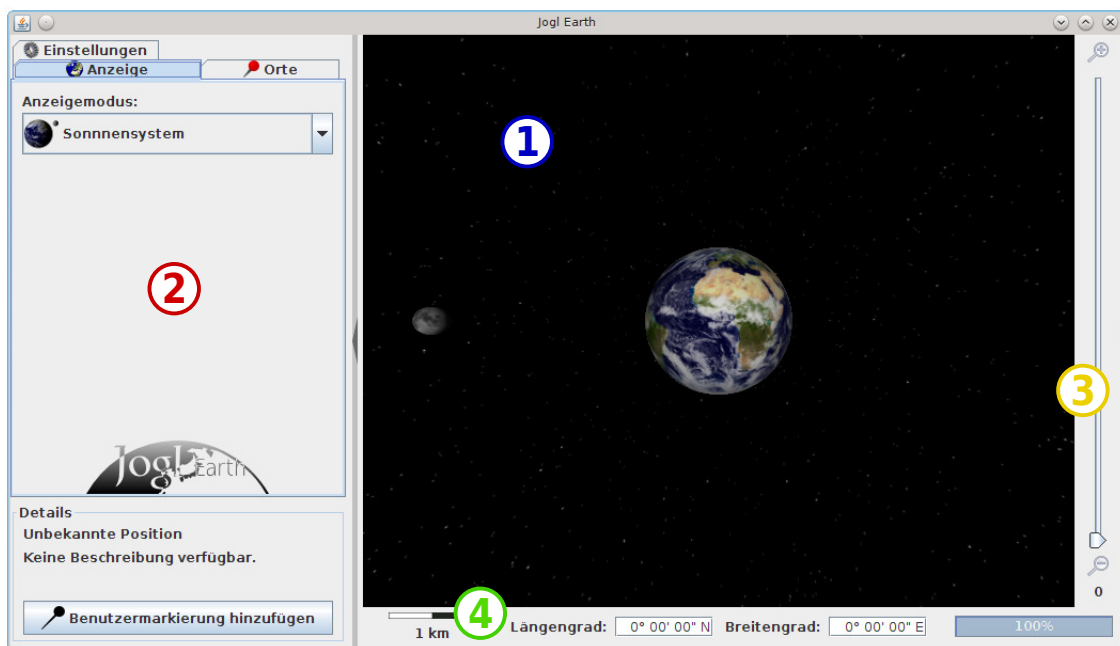 Jogl Earth
Einstellungen
Anzeige
Orte
Anzeigemodus:
Sonnnensystem
1
2
3
Jogl Earth
Details
Unbekannte Position
Keine Beschreibung verfügbar.
Benutzermarkierung hinzufügen
0
4
1 km
Längengrad: 0° 00' 00" N Breitengrad: 0° 00' 00" E 100%